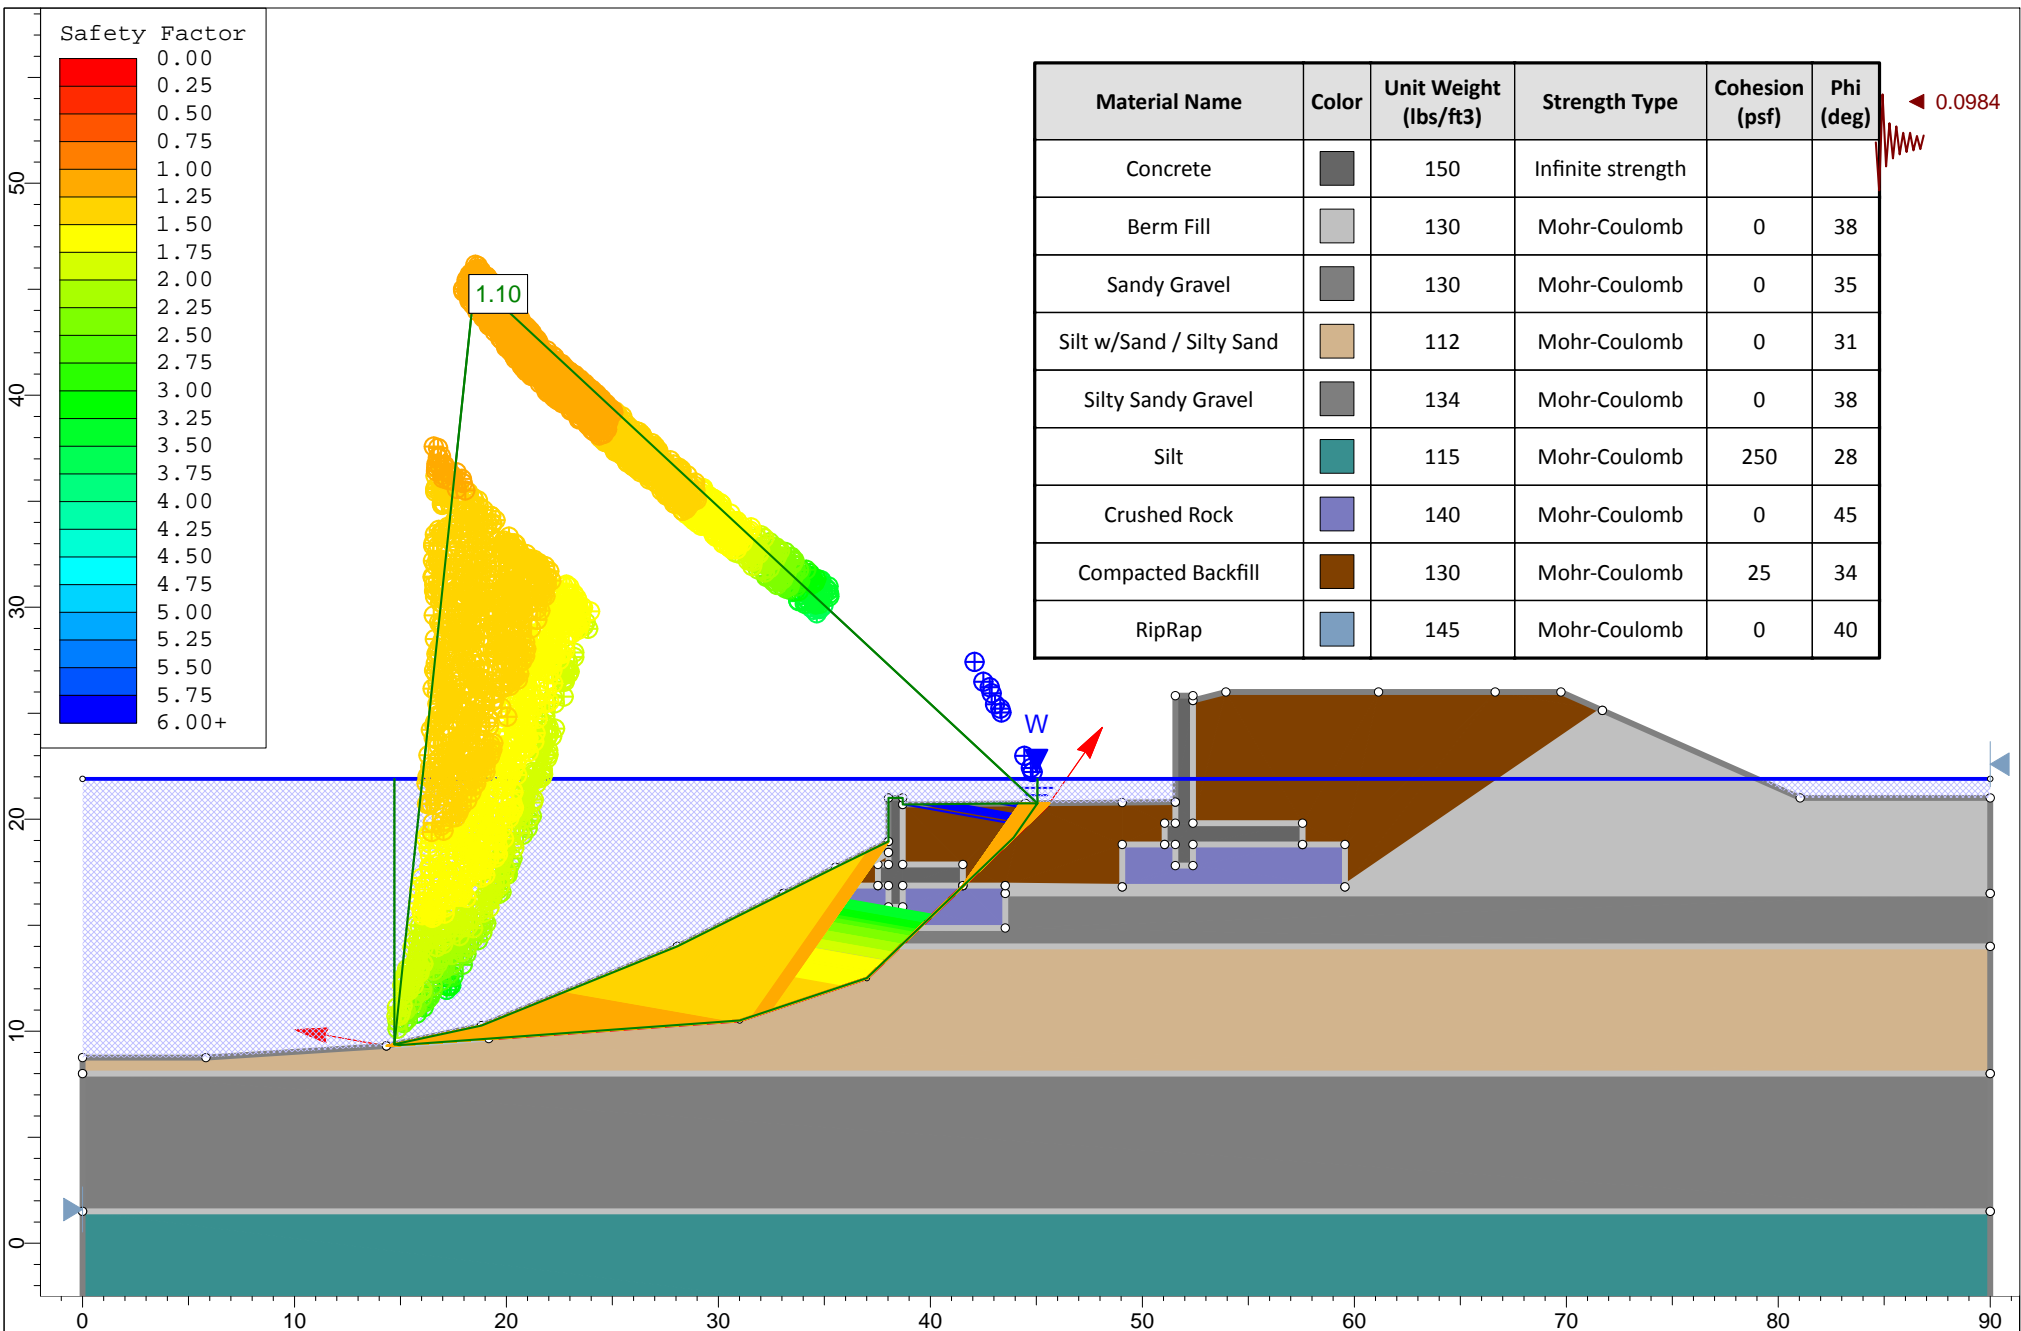 Safety Factor
0.00
0.25
0.50
0.75
1.00
1.25
1.50
1.75
2.00
2.25
2.50
2.75
3.00
3.25
3.50
3.75
4.00
4.25
4.50
4.75
5.00
5.25
5.50
5.75
6.00+
Material Name Color Unit Weight (lbs/ft3) Strength Type Cohesion (psf) Phi (deg)
Concrete 150 Infinite strength
Berm Fill 130 Mohr-Coulomb 0 38
Sandy Gravel 130 Mohr-Coulomb 0 35
Silt w/Sand / Silty Sand 112 Mohr-Coulomb 0 31
Silty Sandy Gravel 134 Mohr-Coulomb 0 38
Silt 115 Mohr-Coulomb 250 28
Crushed Rock 140 Mohr-Coulomb 0 45
Compacted Backfill 130 Mohr-Coulomb 25 34
RipRap 145 Mohr-Coulomb 0 40
0.0984
1.10
W
50
40
30
20
10
0
0 10 20 30 40 50 60 70 80 90